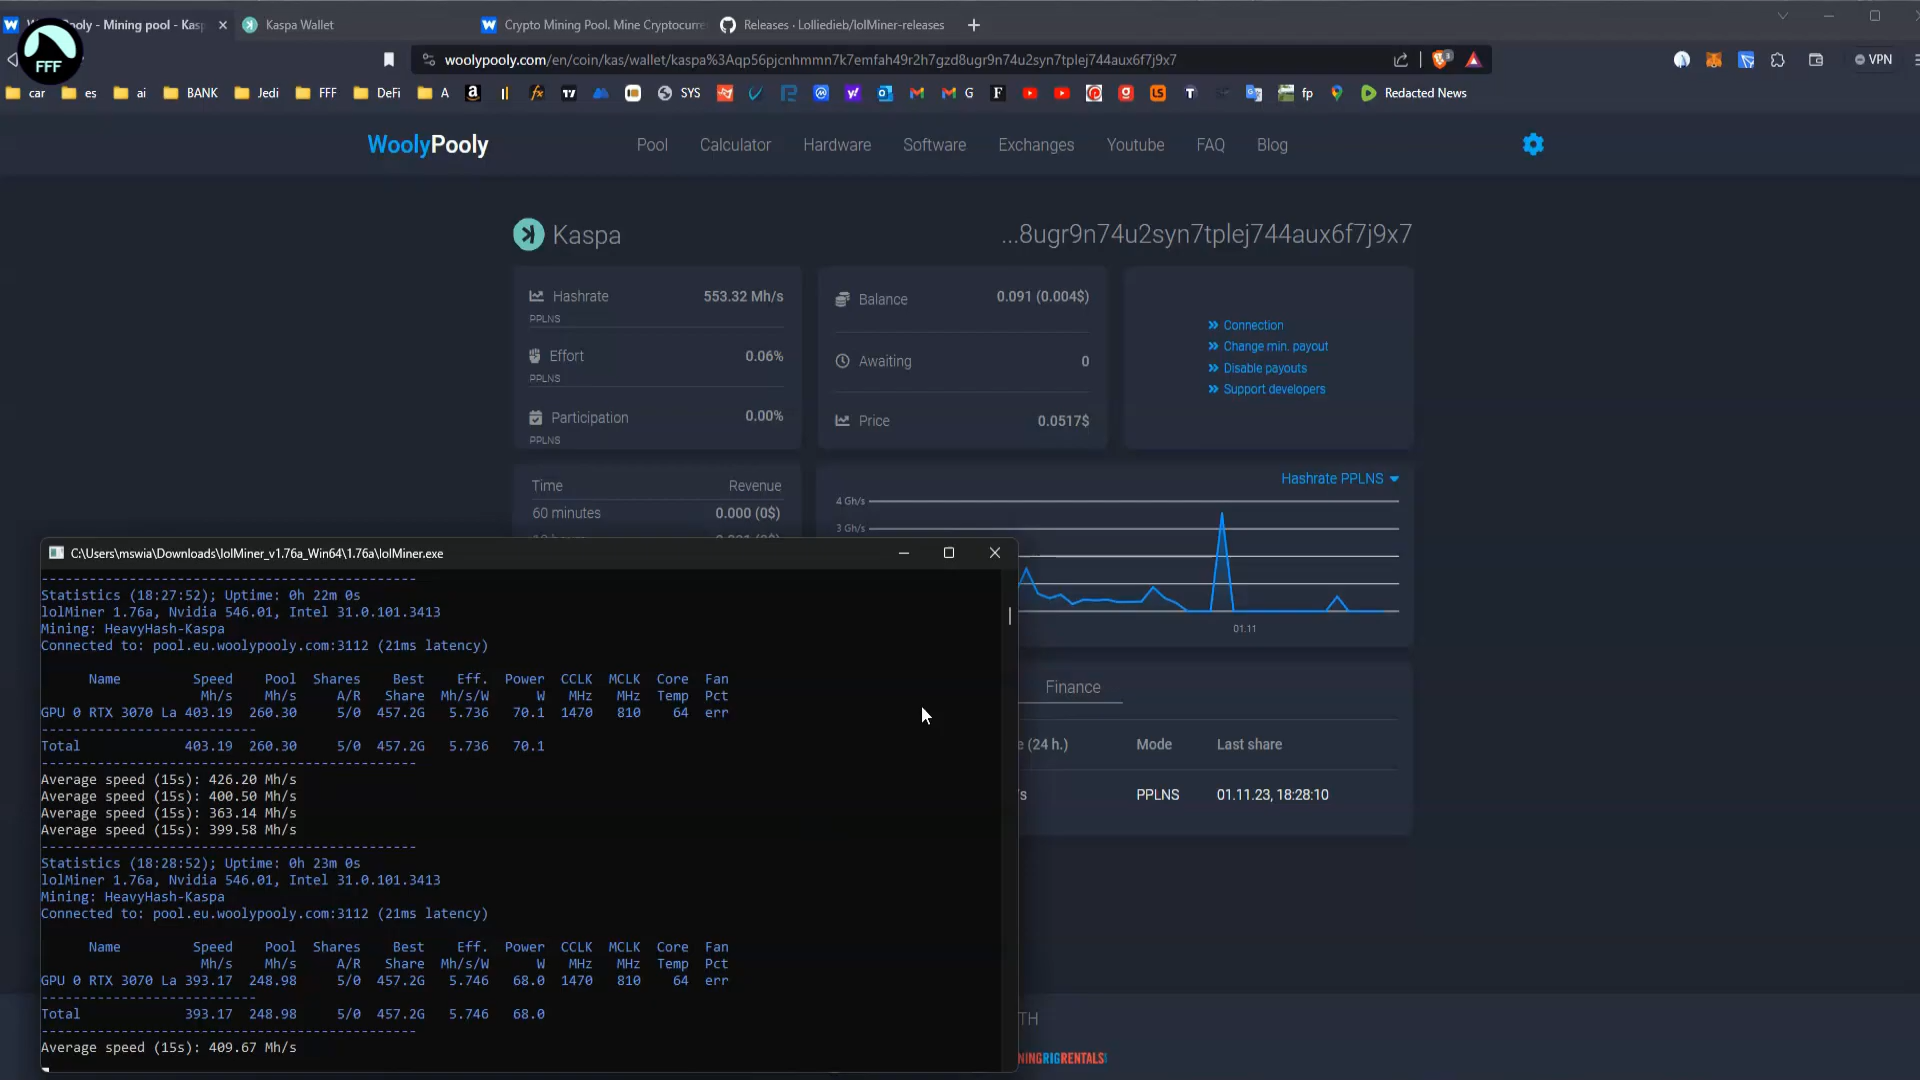 Pooly - Mining pool - Kasp
Kaspa Wallet
Crypto Mining Pool. Mine Cryptocurre
Releases · Lolliedieb/lolMiner-releases
FFF
woolypooly.com/en/coin/kas/wallet/kaspa%3Aqp56pjcnhmmn7k7emfah49r2h7gzd8ugr9n74u2syn7tplej744aux6f7j9x7
VPN
car es ai BANK Jedi FFF DeFi A SYS G fp Redacted News
WoolyPooly
Pool Calculator Hardware Software Exchanges Youtube FAQ Blog
Kaspa
...8ugr9n74u2syn7tplej744aux6f7j9x7
Hashrate 553.32 Mh/s
PPLNS
Effort 0.06%
PPLNS
Participation 0.00%
PPLNS
Balance 0.091 (0.004$)
Awaiting 0
Price 0.0517$
Connection
Change min. payout
Disable payouts
Support developers
Time Revenue
60 minutes 0.000 (0$)
Hashrate PPLNS
4 Gh/s
3 Gh/s
01.11
Finance
e (24 h.) Mode Last share
/s PPLNS 01.11.23, 18:28:10
TH
NINGRIGRENTALS
C:\Users\mswia\Downloads\lolMiner_v1.76a_Win64\1.76a\lolMiner.exe
Statistics (18:27:52); Uptime: 0h 22m 0s
lolMiner 1.76a, Nvidia 546.01, Intel 31.0.101.3413
Mining: HeavyHash-Kaspa
Connected to: pool.eu.woolypooly.com:3112 (21ms latency)
Name Speed Pool Shares Best Eff. Power CCLK MCLK Core Fan
Mh/s Mh/s A/R Share Mh/s/W W MHz MHz Temp Pct
GPU 0 RTX 3070 La 403.19 260.30 5/0 457.2G 5.736 70.1 1470 810 64 err
Total 403.19 260.30 5/0 457.2G 5.736 70.1
Average speed (15s): 426.20 Mh/s
Average speed (15s): 400.50 Mh/s
Average speed (15s): 363.14 Mh/s
Average speed (15s): 399.58 Mh/s
Statistics (18:28:52); Uptime: 0h 23m 0s
lolMiner 1.76a, Nvidia 546.01, Intel 31.0.101.3413
Mining: HeavyHash-Kaspa
Connected to: pool.eu.woolypooly.com:3112 (21ms latency)
Name Speed Pool Shares Best Eff. Power CCLK MCLK Core Fan
Mh/s Mh/s A/R Share Mh/s/W W MHz MHz Temp Pct
GPU 0 RTX 3070 La 393.17 248.98 5/0 457.2G 5.746 68.0 1470 810 64 err
Total 393.17 248.98 5/0 457.2G 5.746 68.0
Average speed (15s): 409.67 Mh/s